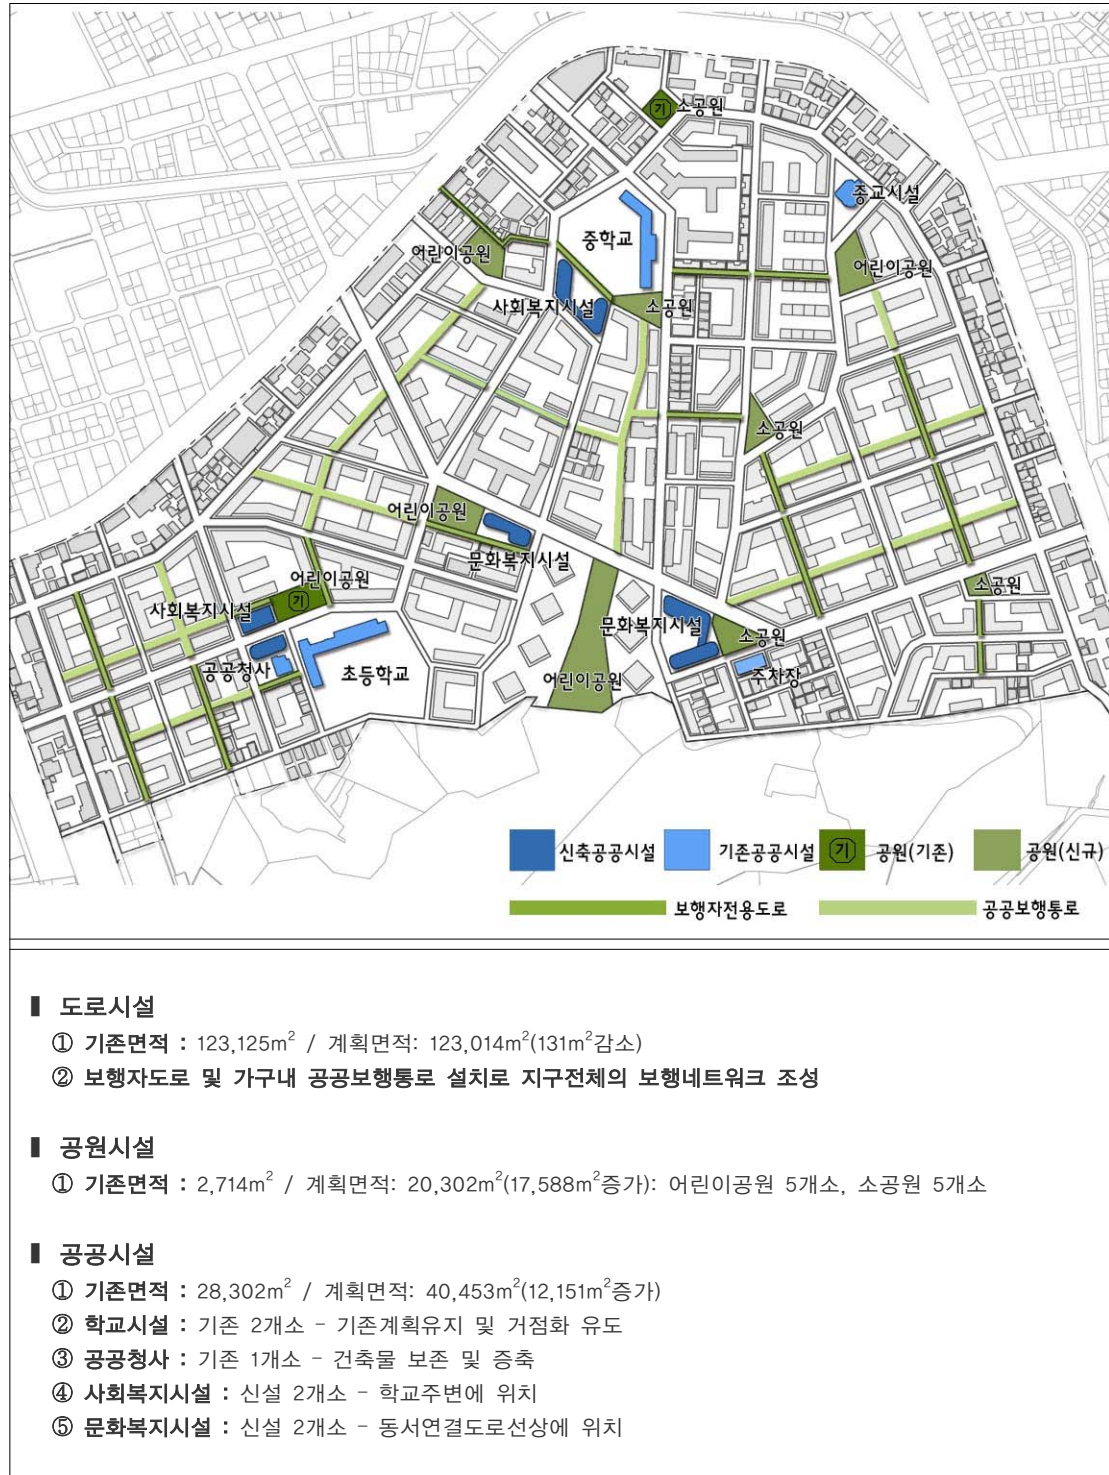 기 소공원
종교시설
중학교
어린이공원
어린이공원
사회복지시설
소공원
소공원
어린이공원
문화복지시설
어린이공원
기
사회복지시설
소공원
문화복지시설
소공원
공공청사
초등학교
어린이공원
주차장
신축공공시설
기존공공시설
기 공원(기존)
공원(신규)
보행자전용도로
공공보행통로
▌ 도로시설
① 기존면적 : 123,125m² / 계획면적: 123,014m²(131m²감소)
② 보행자도로 및 가구내 공공보행통로 설치로 지구전체의 보행네트워크 조성
▌ 공원시설
① 기존면적 : 2,714m² / 계획면적: 20,302m²(17,588m²증가): 어린이공원 5개소, 소공원 5개소
▌ 공공시설
① 기존면적 : 28,302m² / 계획면적: 40,453m²(12,151m²증가)
② 학교시설 : 기존 2개소 - 기존계획유지 및 거점화 유도
③ 공공청사 : 기존 1개소 - 건축물 보존 및 증축
④ 사회복지시설 : 신설 2개소 - 학교주변에 위치
⑤ 문화복지시설 : 신설 2개소 - 동서연결도로선상에 위치